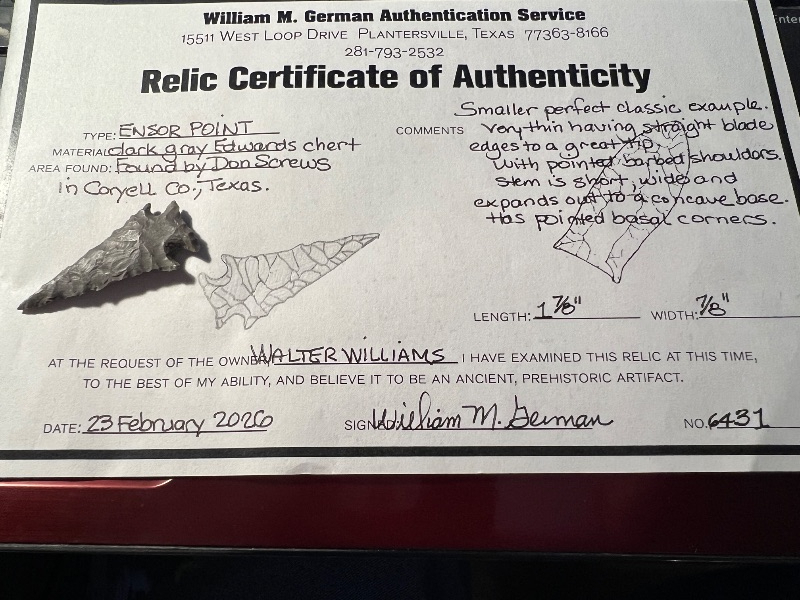 William M. German Authentication Service
15511 West Loop Drive Plantersville, Texas 77363-8166
281-793-2532
Relic Certificate of Authenticity
TYPE: ENSOR POINT
MATERIAL dark gray Edwards chert
AREA FOUND: Found by Don Screws
in Coryell Co., Texas.
COMMENTS Smaller perfect classic example.
Very thin having straight blade
edges to a great tip.
With pointed barbed shouldors.
Stem is short, wide and
expands out to a concave base.
Has pointed basal corners.
LENGTH: 1 7/8" WIDTH: 7/8"
AT THE REQUEST OF THE OWNER WALTER WILLIAMS I HAVE EXAMINED THIS RELIC AT THIS TIME,
TO THE BEST OF MY ABILITY, AND BELIEVE IT TO BE AN ANCIENT, PREHISTORIC ARTIFACT.
DATE: 23 February 2026 SIGNED: William M. German NO. 6431